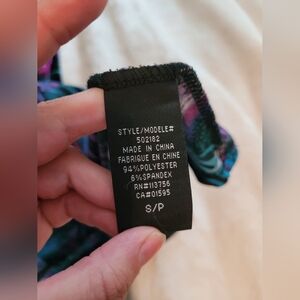 STYLE/MODELE#
502182
MADE IN CHINA
FABRIQUE EN CHINE
94%POLYESTER
6%SPANDEX
RN#113756
CA#01595
S/P